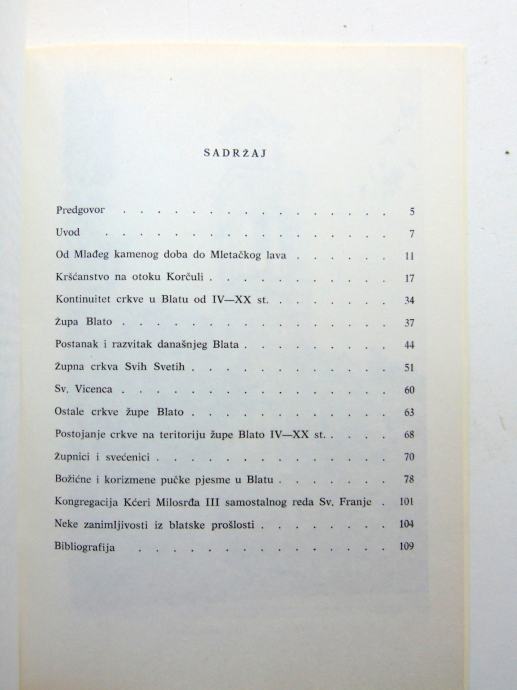 SADRŽAJ
Predgovor . . . . . . . . . . . . 5
Uvod . . . . . . . . . . . . . 7
Od Mlađeg kamenog doba do Mletačkog lava . . . . . 11
Kršćanstvo na otoku Korčuli . . . . . . . . . 17
Kontinuitet crkve u Blatu od IV—XX st. . . . . . . 34
Župa Blato . . . . . . . . . . . . 37
Postanak i razvitak današnjeg Blata . . . . . . . 44
Župna crkva Svih Svetih . . . . . . . . . 51
Sv. Vicenca . . . . . . . . . . . . 60
Ostale crkve župe Blato . . . . . . . . . 63
Postojanje crkve na teritoriju župe Blato IV—XX st. . . . 68
Župnici i svećenici . . . . . . . . . . . 70
Božićne i korizmene pučke pjesme u Blatu . . . . . 78
Kongregacija Kćeri Milosrđa III samostalnog reda Sv. Franje . 101
Neke zanimljivosti iz blatske prošlosti . . . . . . 104
Bibliografija . . . . . . . . . . . 109